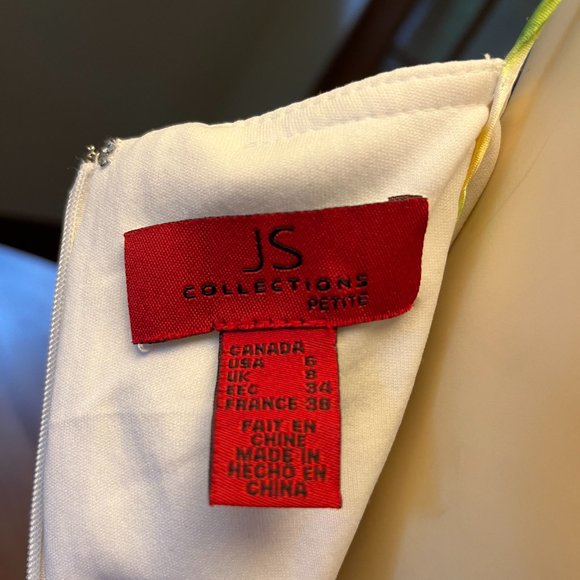 JS
COLLECTIONS
PETITE
CANADA
USA 6
UK 8
EEC 34
FRANCE 36
FAIT EN
CHINE
MADE IN
HECHO EN
CHINA